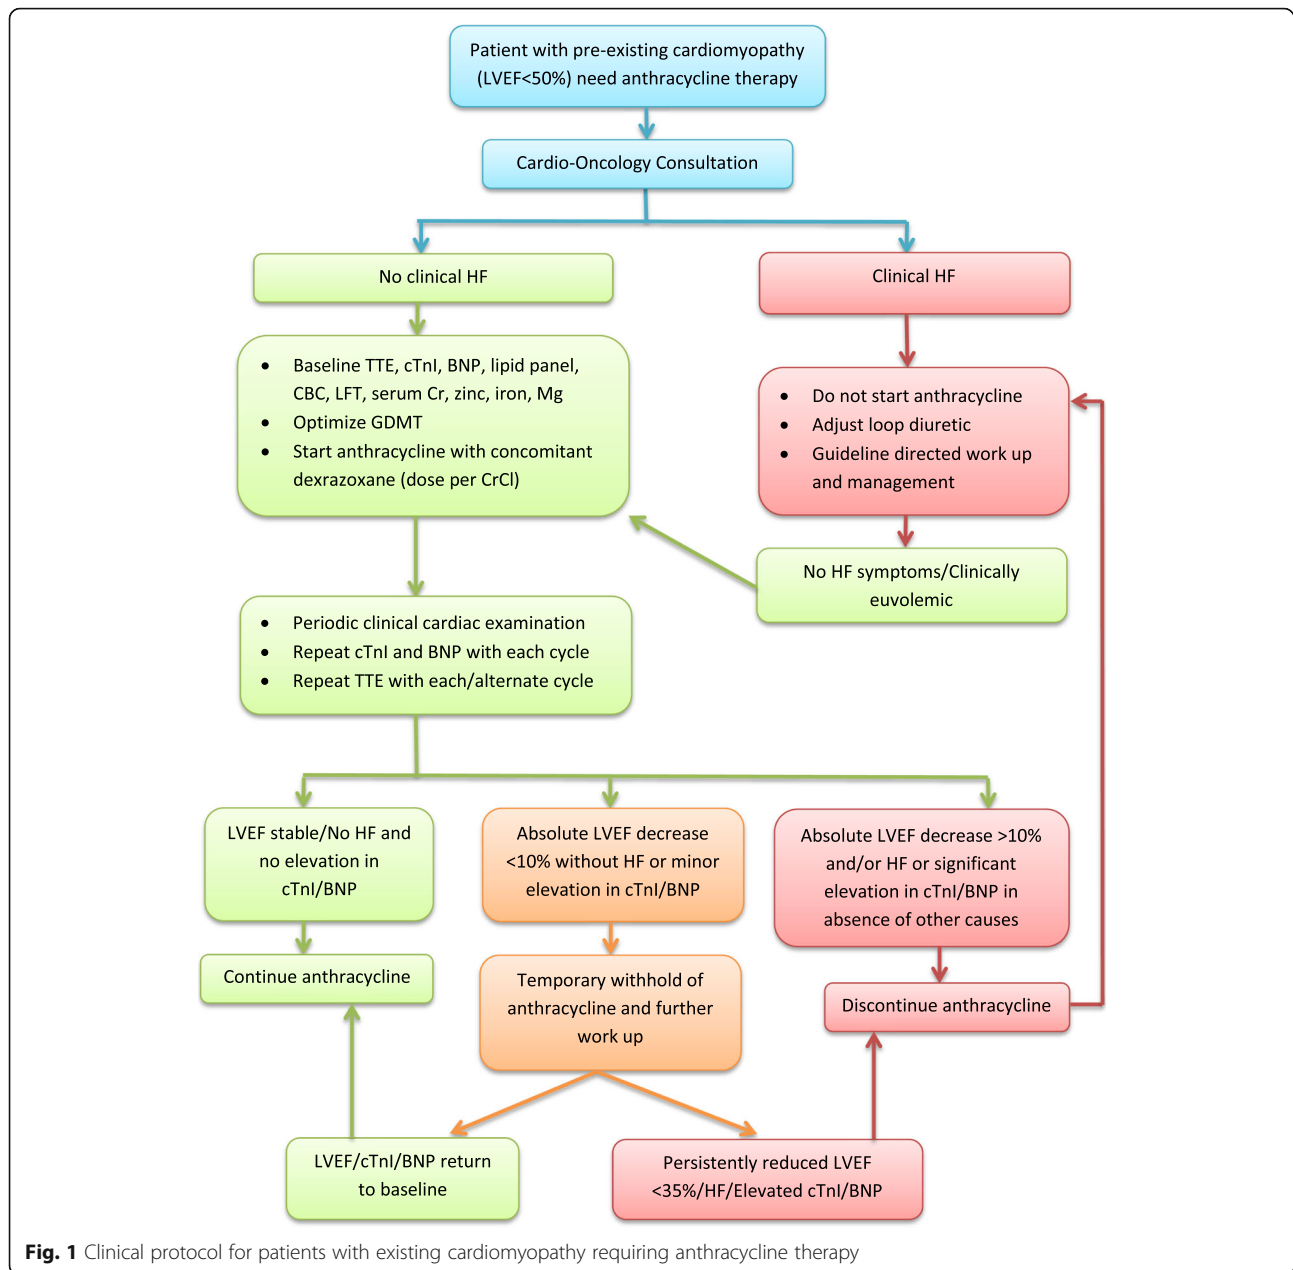 Patient with pre-existing cardiomyopathy
(LVEF<50%) need anthracycline therapy
Cardio-Oncology Consultation
No clinical HF
Clinical HF
• Baseline TTE, cTnI, BNP, lipid panel,
CBC, LFT, serum Cr, zinc, iron, Mg
• Optimize GDMT
• Start anthracycline with concomitant
dexrazoxane (dose per CrCl)
• Do not start anthracycline
• Adjust loop diuretic
• Guideline directed work up
and management
No HF symptoms/Clinically
euvolemic
• Periodic clinical cardiac examination
• Repeat cTnI and BNP with each cycle
• Repeat TTE with each/alternate cycle
LVEF stable/No HF and
no elevation in
cTnI/BNP
Absolute LVEF decrease
<10% without HF or minor
elevation in cTnI/BNP
Absolute LVEF decrease >10%
and/or HF or significant
elevation in cTnI/BNP in
absence of other causes
Continue anthracycline
Temporary withhold of
anthracycline and further
work up
Discontinue anthracycline
LVEF/cTnI/BNP return
to baseline
Persistently reduced LVEF
<35%/HF/Elevated cTnI/BNP
Fig. 1 Clinical protocol for patients with existing cardiomyopathy requiring anthracycline therapy